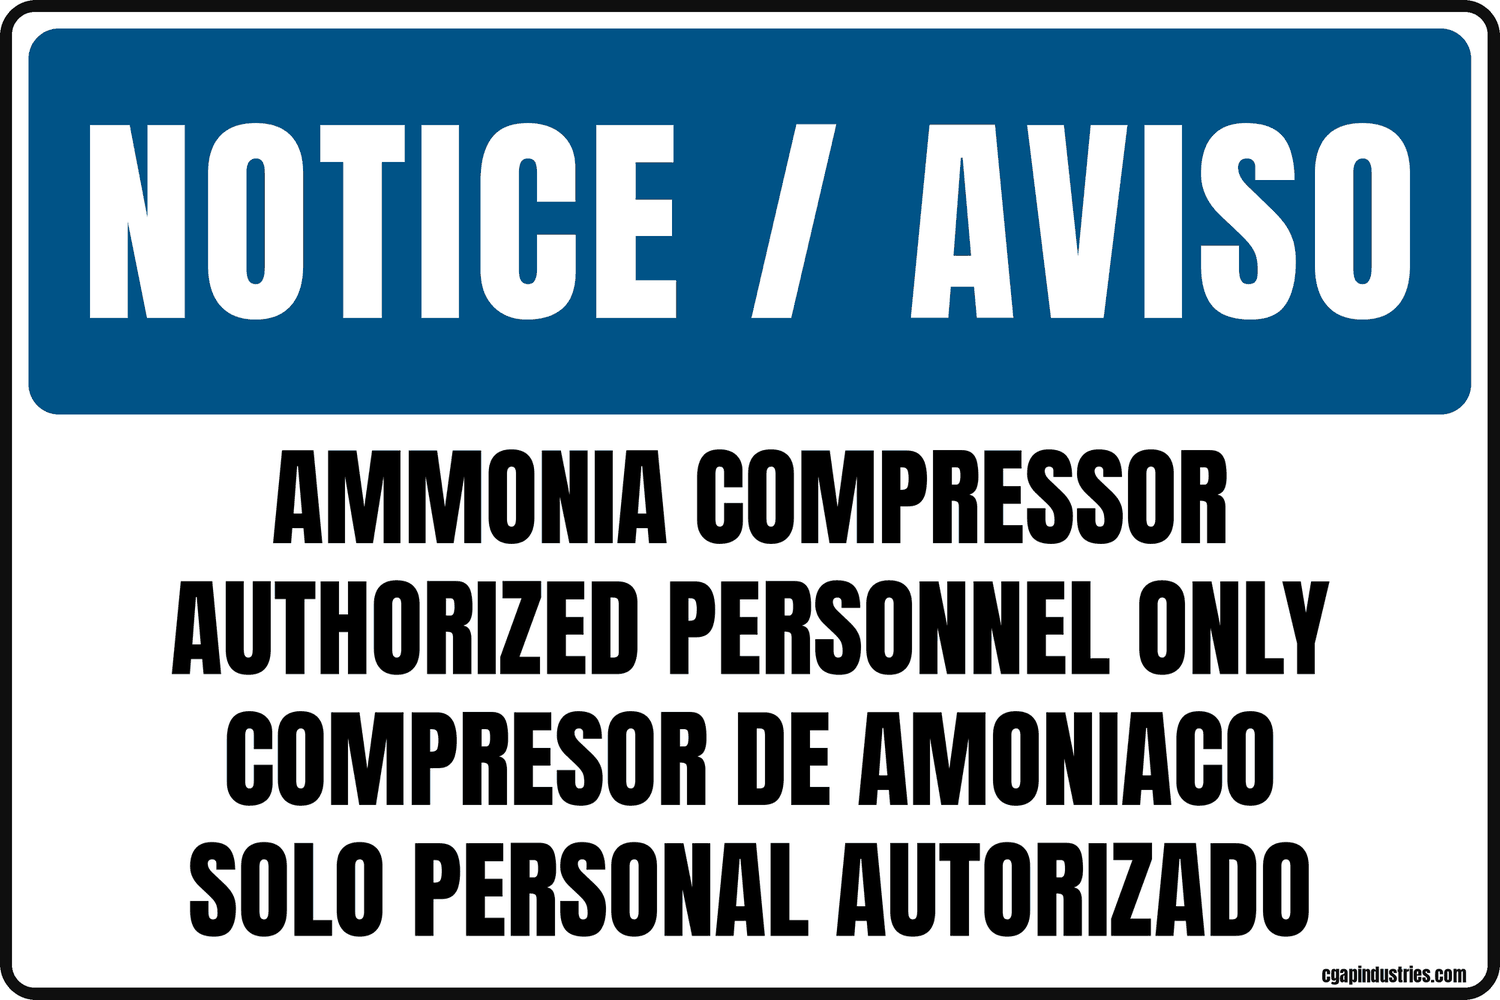 NOTICE / AVISO
AMMONIA COMPRESSOR
AUTHORIZED PERSONNEL ONLY
COMPRESOR DE AMONIACO
SOLO PERSONAL AUTORIZADO
cgapindustries.com